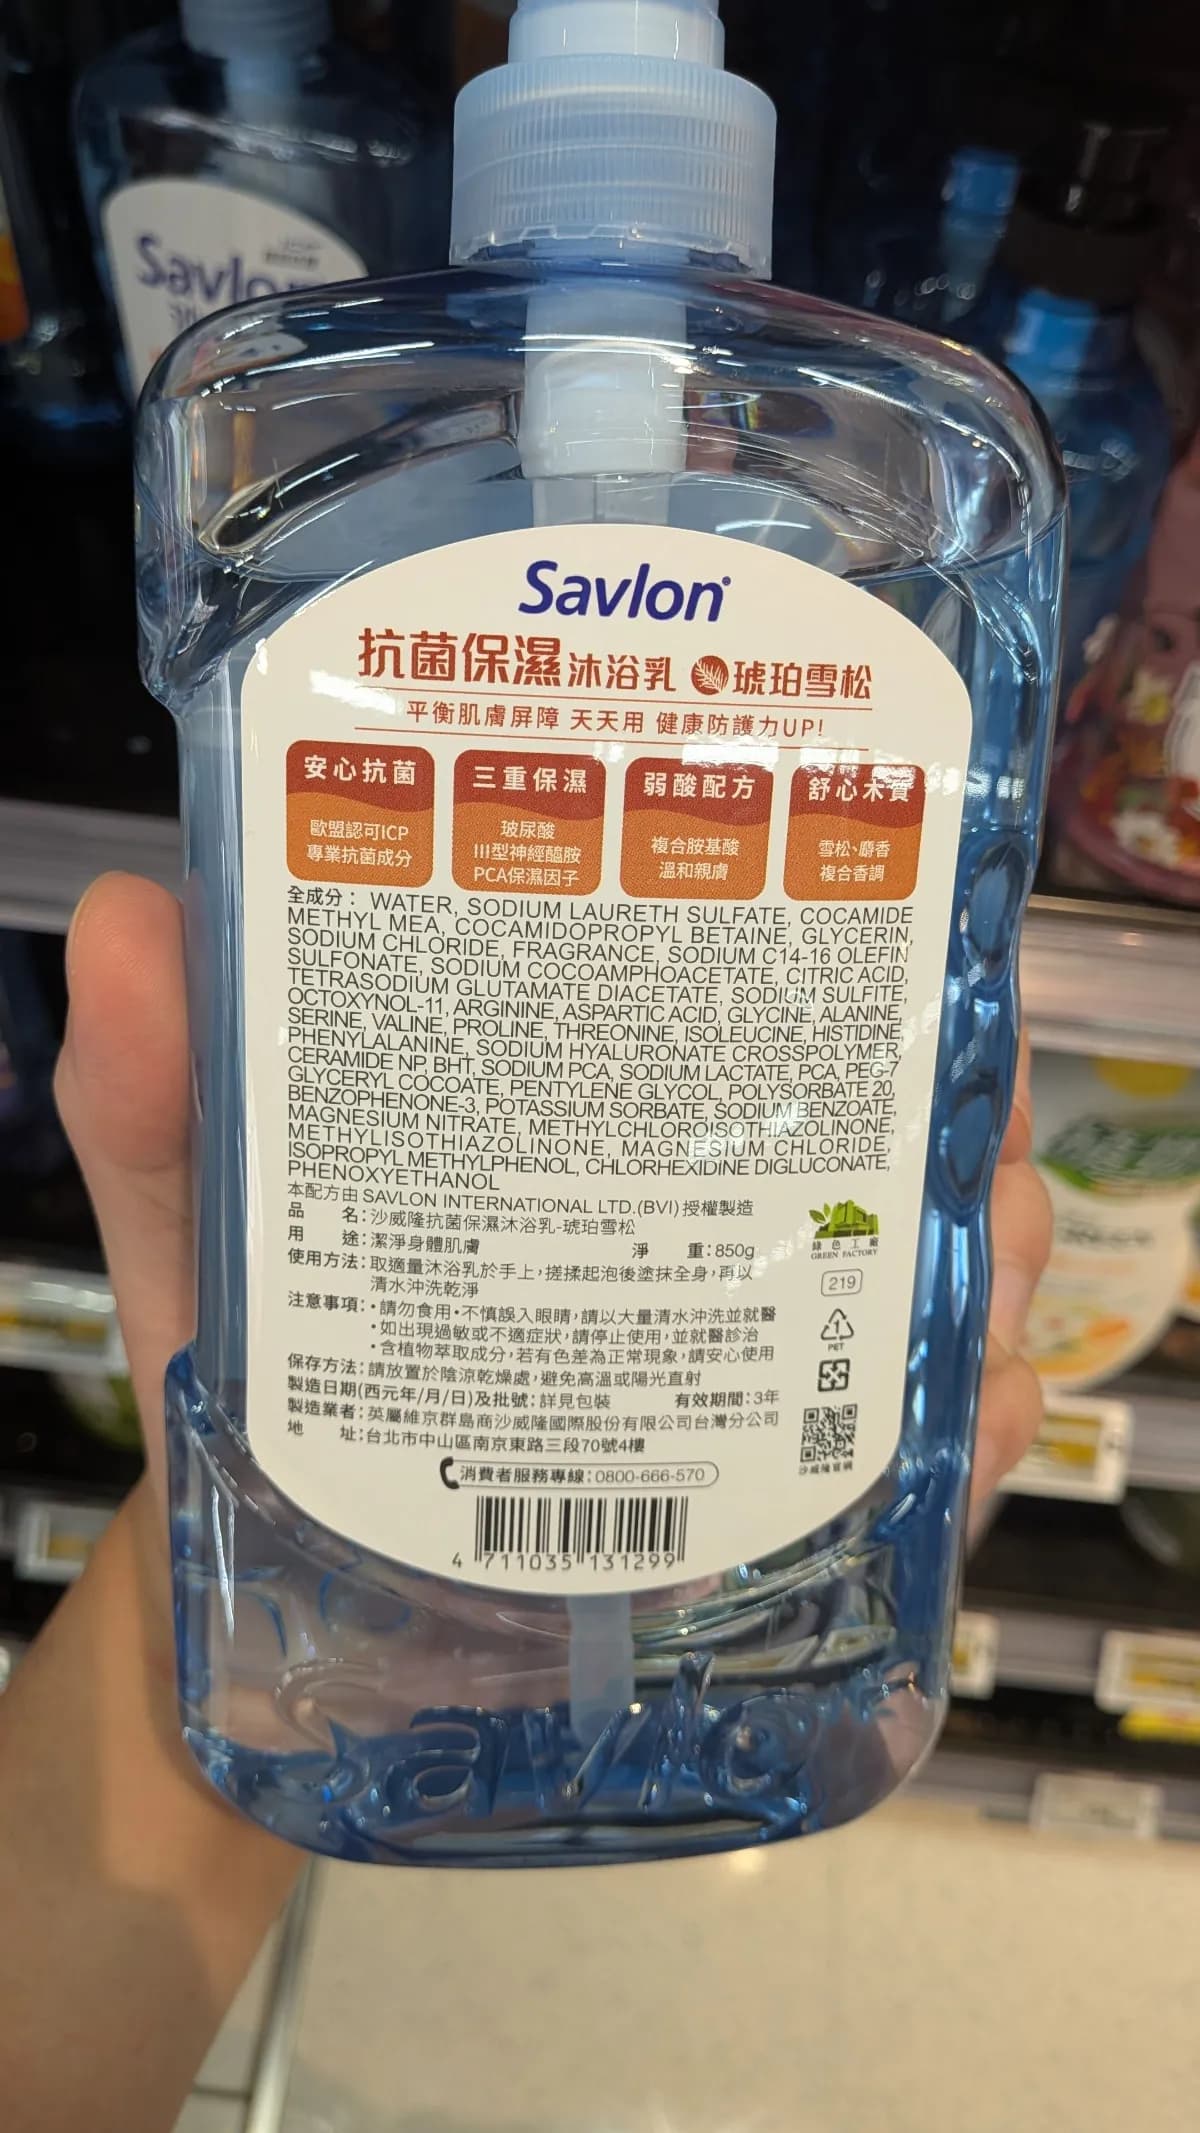 Savlon
Savlon
抗菌保濕沐浴乳 琥珀雪松
平衡肌膚屏障 天天用 健康防護力UP!
安心抗菌
歐盟認可ICP
專業抗菌成分
三重保濕
玻尿酸
III型神經醯胺
PCA保濕因子
弱酸配方
複合胺基酸
溫和親膚
舒心木質
雪松、麝香
複合香調
全成分： WATER, SODIUM LAURETH SULFATE, COCAMIDE
METHYL MEA, COCAMIDOPROPYL BETAINE, GLYCERIN,
SODIUM CHLORIDE, FRAGRANCE, SODIUM C14-16 OLEFIN
SULFONATE, SODIUM COCOAMPHOACETATE, CITRIC ACID,
TETRASODIUM GLUTAMATE DIACETATE, SODIUM SULFITE,
OCTOXYNOL-11, ARGININE, ASPARTIC ACID, GLYCINE, ALANINE,
SERINE, VALINE, PROLINE, THREONINE, ISOLEUCINE, HISTIDINE,
PHENYLALANINE, SODIUM HYALURONATE CROSSPOLYMER,
CERAMIDE NP, BHT, SODIUM PCA, SODIUM LACTATE, PCA, PEG-7
GLYCERYL COCOATE, PENTYLENE GLYCOL, POLYSORBATE 20,
BENZOPHENONE-3, POTASSIUM SORBATE, SODIUM BENZOATE,
MAGNESIUM NITRATE, METHYLCHLOROISOTHIAZOLINONE,
METHYLISOTHIAZOLINONE, MAGNESIUM CHLORIDE,
ISOPROPYL METHYLPHENOL, CHLORHEXIDINE DIGLUCONATE,
PHENOXYETHANOL
本配方由 SAVLON INTERNATIONAL LTD.(BVI) 授權製造
品 名：沙威隆抗菌保濕沐浴乳-琥珀雪松
用 途：潔淨身體肌膚 淨 重：850g
使用方法：取適量沐浴乳於手上，搓揉起泡後塗抹全身，再以
清水沖洗乾淨
注意事項：•請勿食用•不慎誤入眼睛，請以大量清水沖洗並就醫
•如出現過敏或不適症狀，請停止使用，並就醫診治
•含植物萃取成分，若有色差為正常現象，請安心使用
保存方法：請放置於陰涼乾燥處，避免高溫或陽光直射
製造日期(西元年/月/日)及批號：詳見包裝 有效期間：3年
製造業者：英屬維京群島商沙威隆國際股份有限公司台灣分公司
地 址：台北市中山區南京東路三段70號4樓
消費者服務專線：0800-666-570
4 711035 131299
綠色工廠
GREEN FACTORY
219
1
PET
沙威隆官網
Savlon